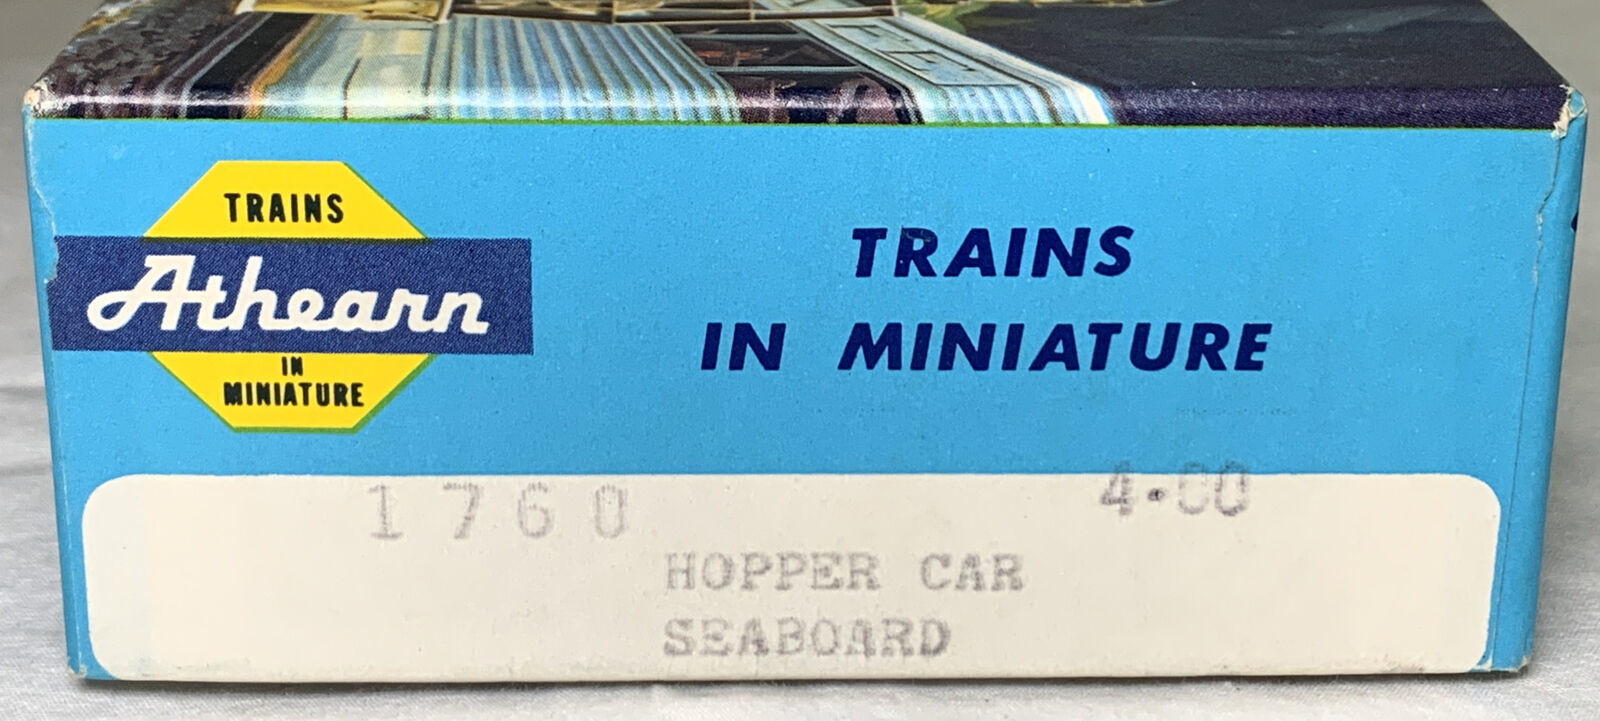 TRAINS
Athearn
IN
MINIATURE
TRAINS
IN MINIATURE
1760 4.00
HOPPER CAR
SEABOARD